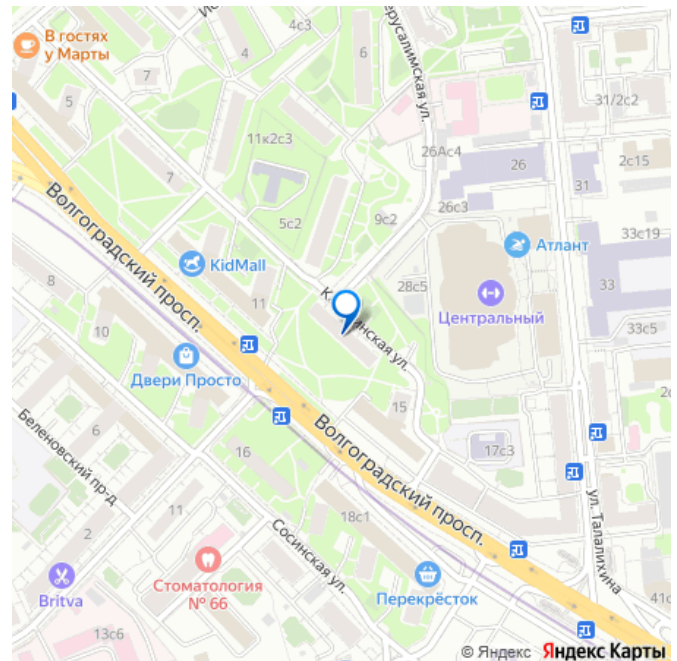 4с3
В гостях
у Марты
4
6
7
5
русалимская ул.
31/2с2
11к2с3
26Ас4
26
2с15
7
31
26с3
5с2
9с2
33с19
Атлант
Волгоградский просп.
KidMall
28с5
8
11
33
Центральный
33с5
10
нская ул.
Двери Просто
15
Волгоградский просп.
Беленовский пр-д
6
16
17с3
11
18с1
ул. Талалихина
2
Сосинская ул.
Стоматология
№ 66
Britva
Перекрёсток
41с
13с6
© Яндекс Яндекс Карты